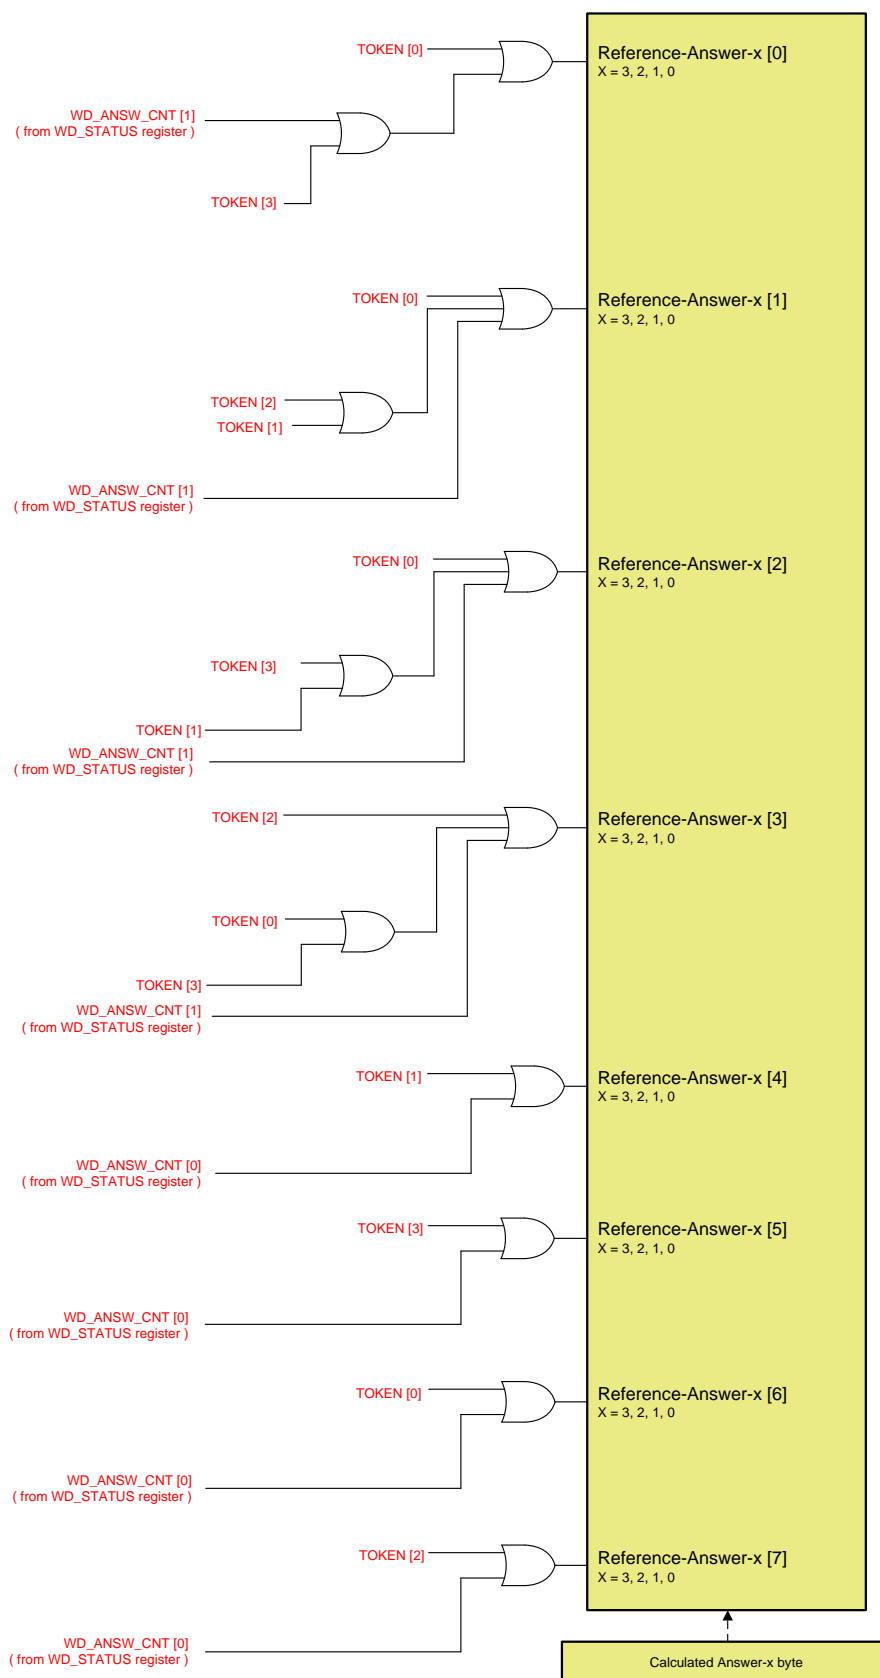 TOKEN [0]
Reference-Answer-x [0]
X = 3, 2, 1, 0
WD_ANSW_CNT [1]
( from WD_STATUS register )
TOKEN [3]
TOKEN [0]
Reference-Answer-x [1]
X = 3, 2, 1, 0
TOKEN [2]
TOKEN [1]
WD_ANSW_CNT [1]
( from WD_STATUS register )
TOKEN [0]
Reference-Answer-x [2]
X = 3, 2, 1, 0
TOKEN [3]
TOKEN [1]
WD_ANSW_CNT [1]
( from WD_STATUS register )
TOKEN [2]
Reference-Answer-x [3]
X = 3, 2, 1, 0
TOKEN [0]
TOKEN [3]
WD_ANSW_CNT [1]
( from WD_STATUS register )
TOKEN [1]
Reference-Answer-x [4]
X = 3, 2, 1, 0
WD_ANSW_CNT [0]
( from WD_STATUS register )
TOKEN [3]
Reference-Answer-x [5]
X = 3, 2, 1, 0
WD_ANSW_CNT [0]
( from WD_STATUS register )
TOKEN [0]
Reference-Answer-x [6]
X = 3, 2, 1, 0
WD_ANSW_CNT [0]
( from WD_STATUS register )
TOKEN [2]
Reference-Answer-x [7]
X = 3, 2, 1, 0
WD_ANSW_CNT [0]
( from WD_STATUS register )
Calculated Answer-x byte